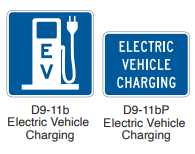 E
V
D9-11b
Electric Vehicle
Charging
ELECTRIC
VEHICLE
CHARGING
D9-11bP
Electric Vehicle
Charging